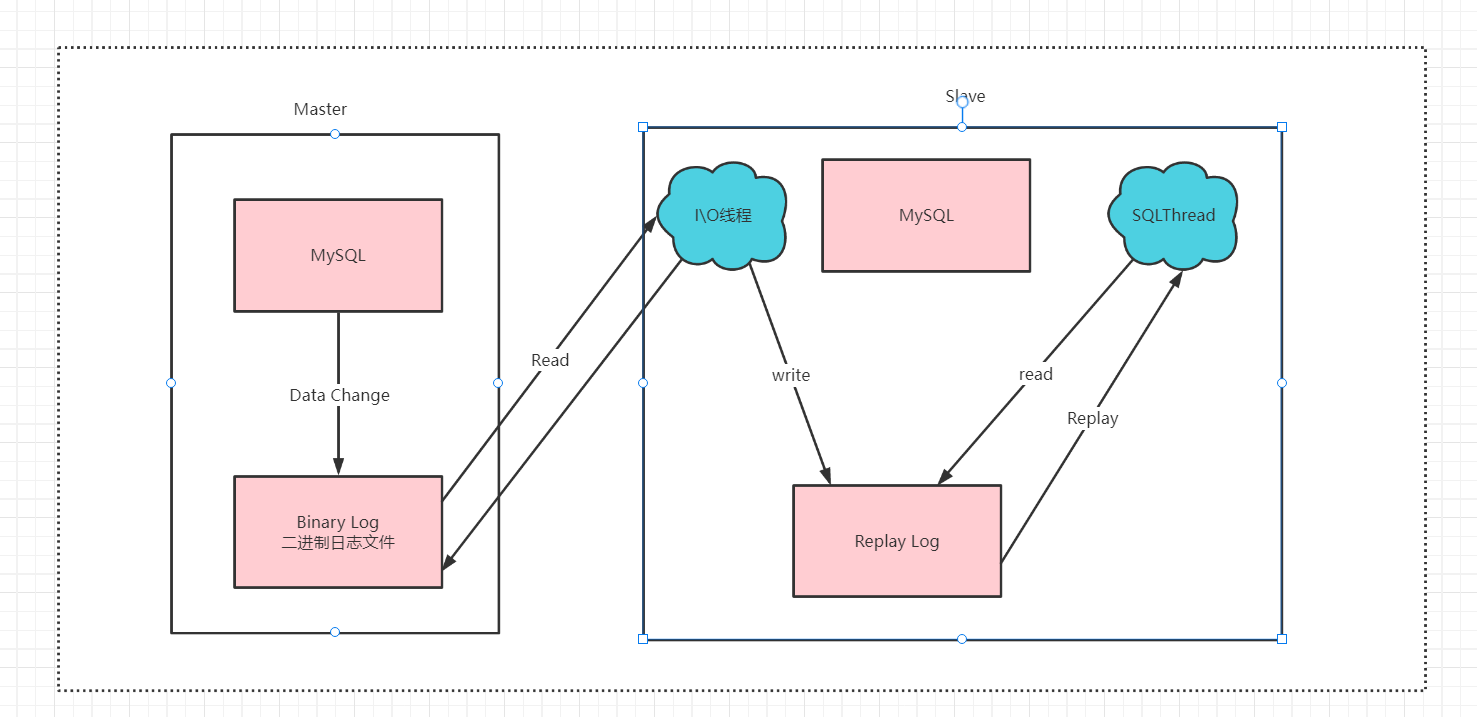 Master
Slave
MySQL
I\O线程
MySQL
SQLThread
Read
write
read
Data Change
Replay
Binary Log
二进制日志文件
Replay Log